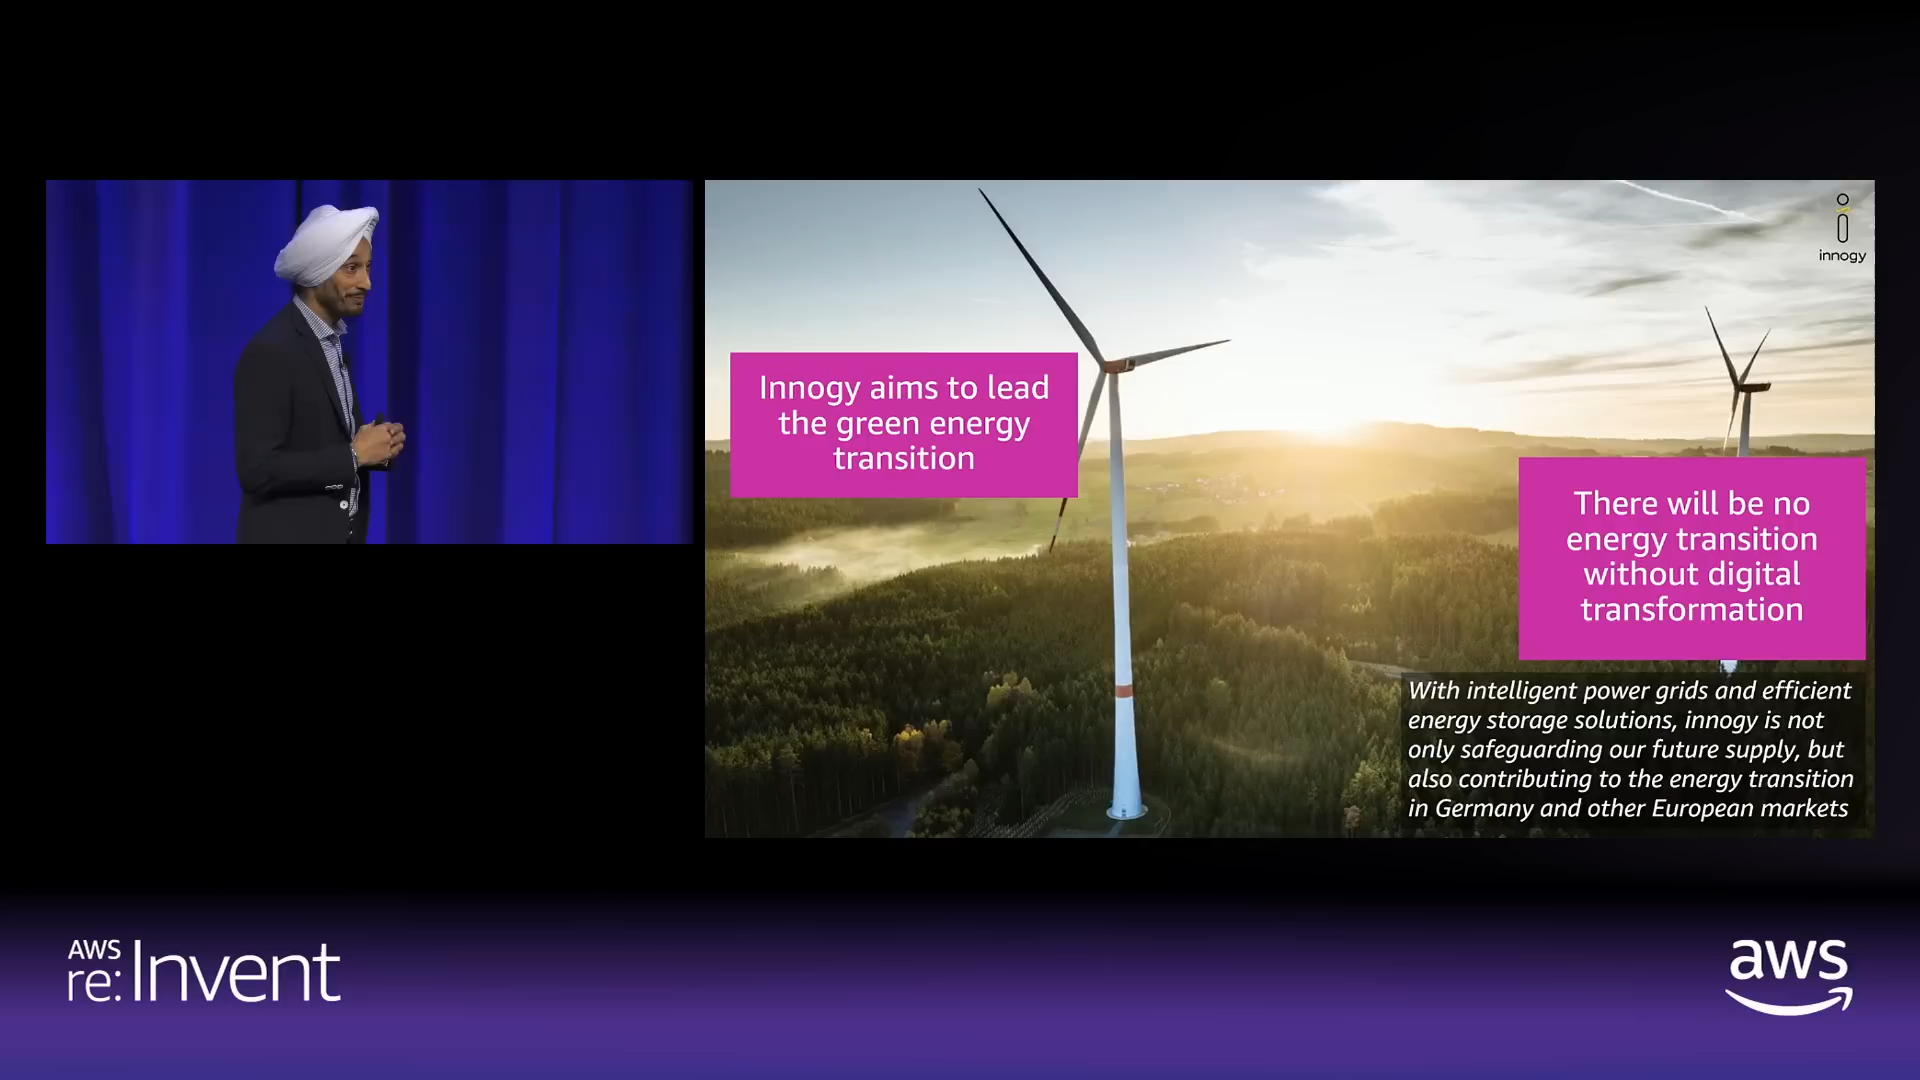 innogy
Innogy aims to lead
the green energy
transition
There will be no
energy transition
without digital
transformation
With intelligent power grids and efficient
energy storage solutions, innogy is not
only safeguarding our future supply, but
also contributing to the energy transition
in Germany and other European markets
AWS
re:Invent
aws